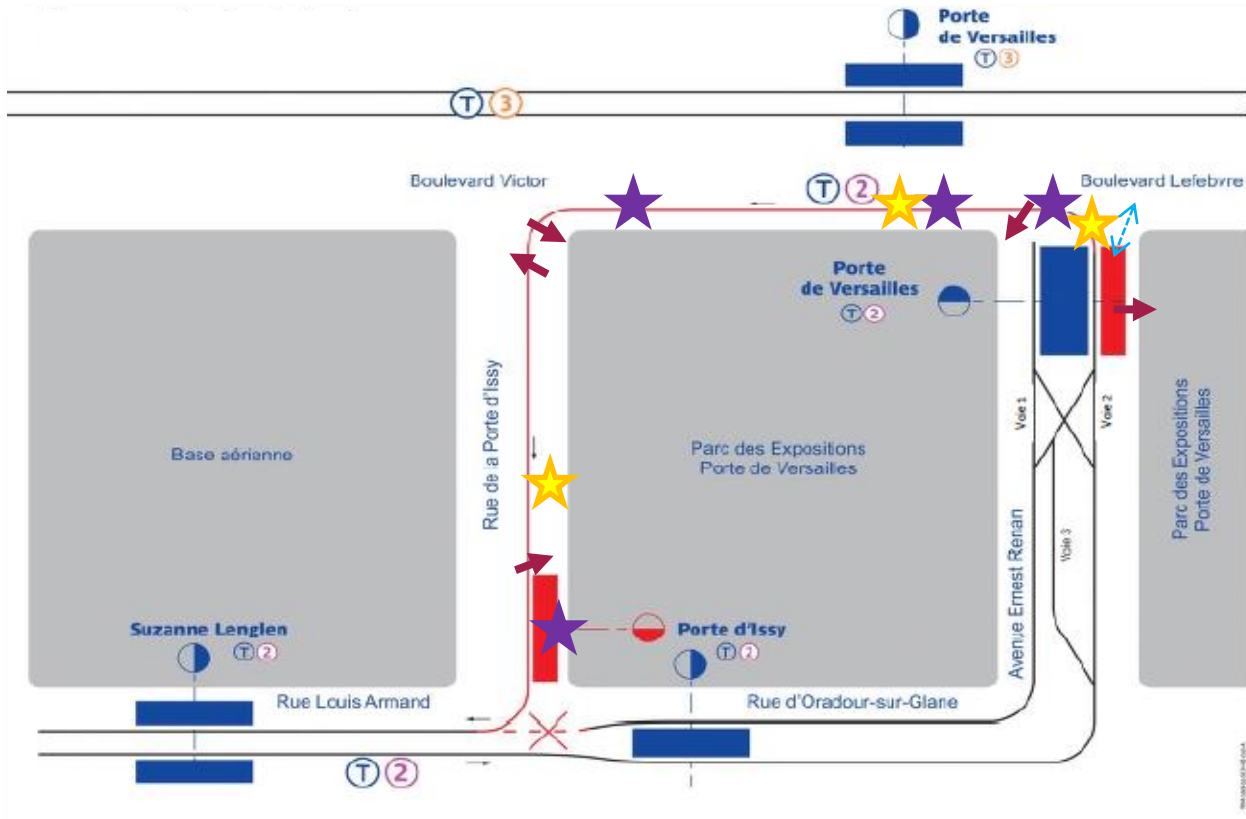 Porte
de Versailles
T 3
T 3
Boulevard Victor
T 2
Boulevard Lefebvre
Porte
de Versailles
T 2
Rue de la Porte d'Issy
Base aérienne
Parc des Expositions
Porte de Versailles
Voie 1
Voie 2
Voie 3
Avenue Ernest Renan
Parc des Expositions
Porte de Versailles
Suzanne Lenglen
T 2
Porte d'Issy
T 2
Rue Louis Armand
Rue d'Oradour-sur-Glane
T 2